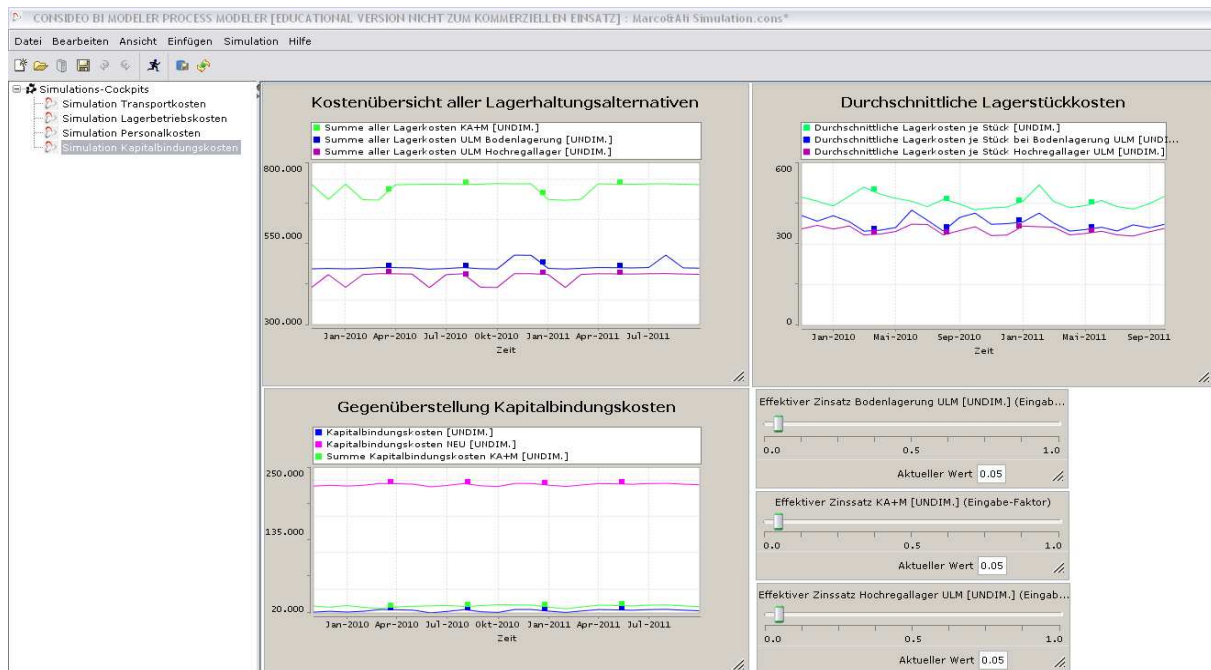 CONSIDEO BI MODELER PROCESS MODELER [EDUCATIONAL VERSION NICHT ZUM KOMMERZIELLEN EINSATZ] : Marco&Ali Simulation.cons*
Datei Bearbeiten Ansicht Einfügen Simulation Hilfe
Simulations-Cockpits
Simulation Transportkosten
Simulation Lagerbetriebskosten
Simulation Personalkosten
Simulation Kapitalbindungskosten
Kostenübersicht aller Lagerhaltungsalternativen
Summe aller Lagerkosten KA+M [UNDIM.]
Summe aller Lagerkosten ULM Bodenlagerung [UNDIM.]
Summe aller Lagerkosten ULM Hochregallager [UNDIM.]
800.000
550.000
300.000
Jan-2010 Apr-2010 Jul-2010 Okt-2010 Jan-2011 Apr-2011 Jul-2011
Zeit
Durchschnittliche Lagerstückkosten
Durchschnittliche Lagerkosten je Stück [UNDIM.]
Durchschnittliche Lagerkosten je Stück bei Bodenlagerung ULM [UNDI...
Durchschnittliche Lagerkosten je Stück Hochregallager ULM [UNDIM.]
600
300
0
Jan-2010 Mai-2010 Sep-2010 Jan-2011 Mai-2011 Sep-2011
Zeit
Gegenüberstellung Kapitalbindungskosten
Kapitalbindungskosten [UNDIM.]
Kapitalbindungskosten NEU [UNDIM.]
Summe Kapitalbindungskosten KA+M [UNDIM.]
250.000
135.000
20.000
Jan-2010 Apr-2010 Jul-2010 Okt-2010 Jan-2011 Apr-2011 Jul-2011
Zeit
Effektiver Zinsatz Bodenlagerung ULM [UNDIM.] (Eingab...
0.0 0.5 1.0
Aktueller Wert 0.05
Effektiver Zinssatz KA+M [UNDIM.] (Eingabe-Faktor)
0.0 0.5 1.0
Aktueller Wert 0.05
Effektiver Zinssatz Hochregallager ULM [UNDIM.] (Eingab...
0.0 0.5 1.0
Aktueller Wert 0.05